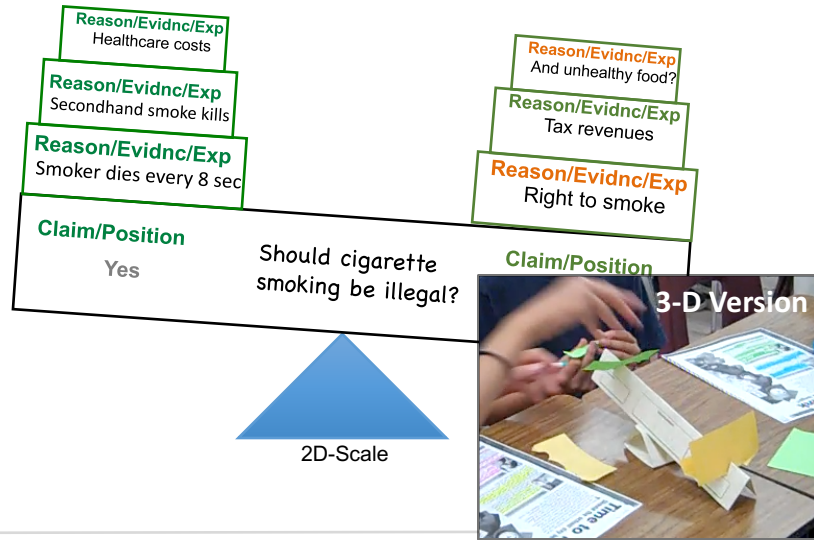 Reason/Evidnc/Exp
Healthcare costs
Reason/Evidnc/Exp
Secondhand smoke kills
Reason/Evidnc/Exp
Smoker dies every 8 sec
Claim/Position
Yes
Should cigarette
smoking be illegal?
Reason/Evidnc/Exp
And unhealthy food?
Reason/Evidnc/Exp
Tax revenues
Reason/Evidnc/Exp
Right to smoke
Claim/Position
3-D Version
Time to
2D-Scale